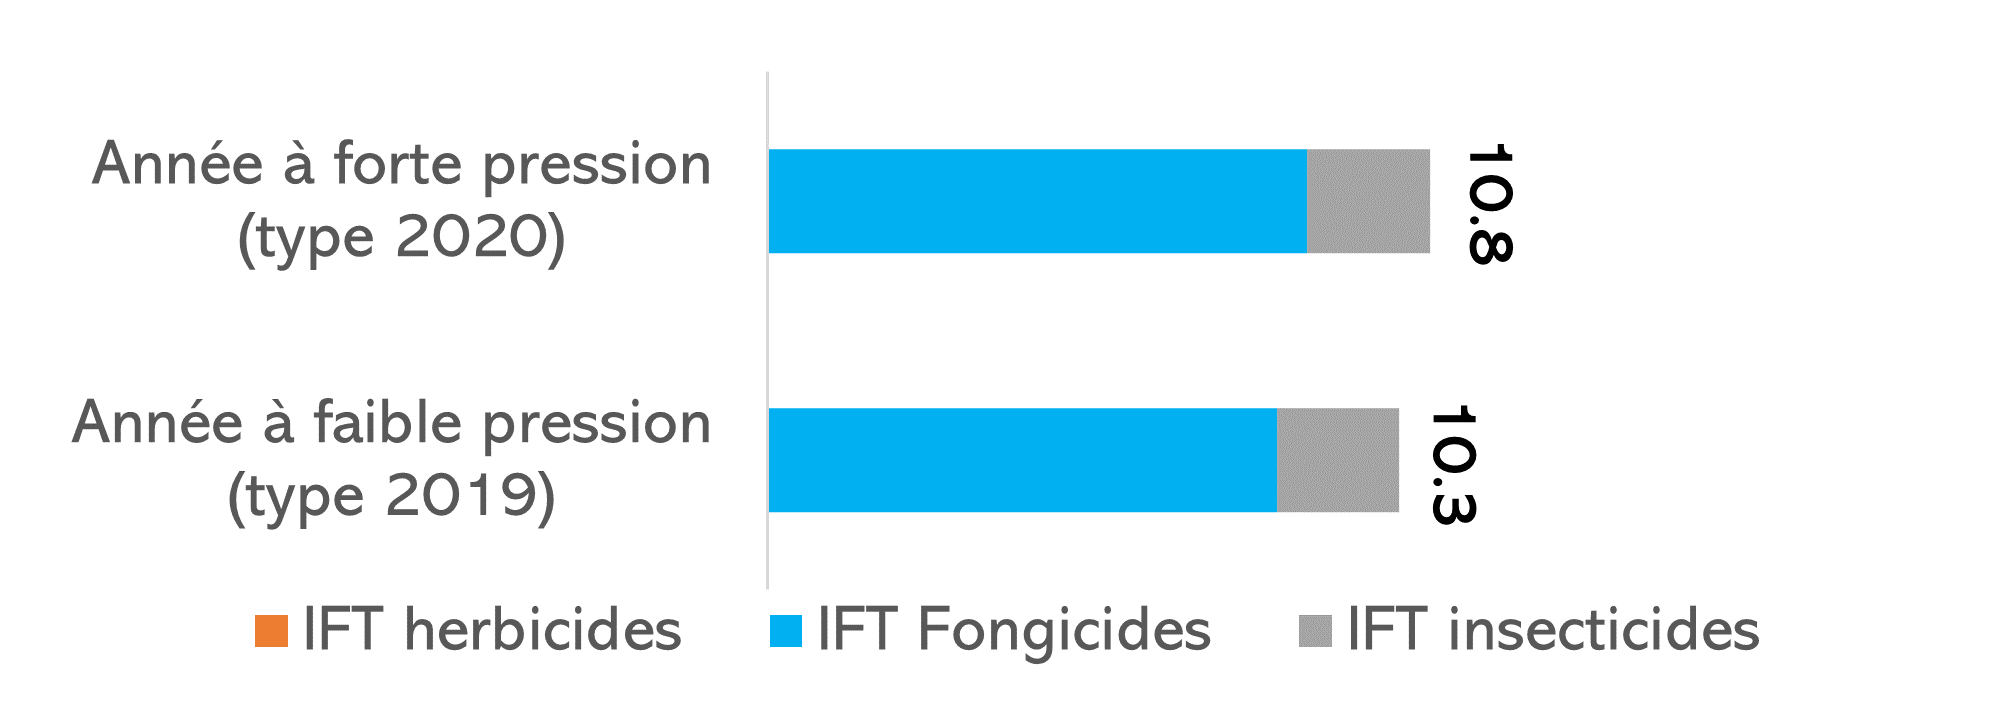 Année à forte pression
(type 2020)
10.8
Année à faible pression
(type 2019)
10.3
IFT herbicides IFT Fongicides IFT insecticides